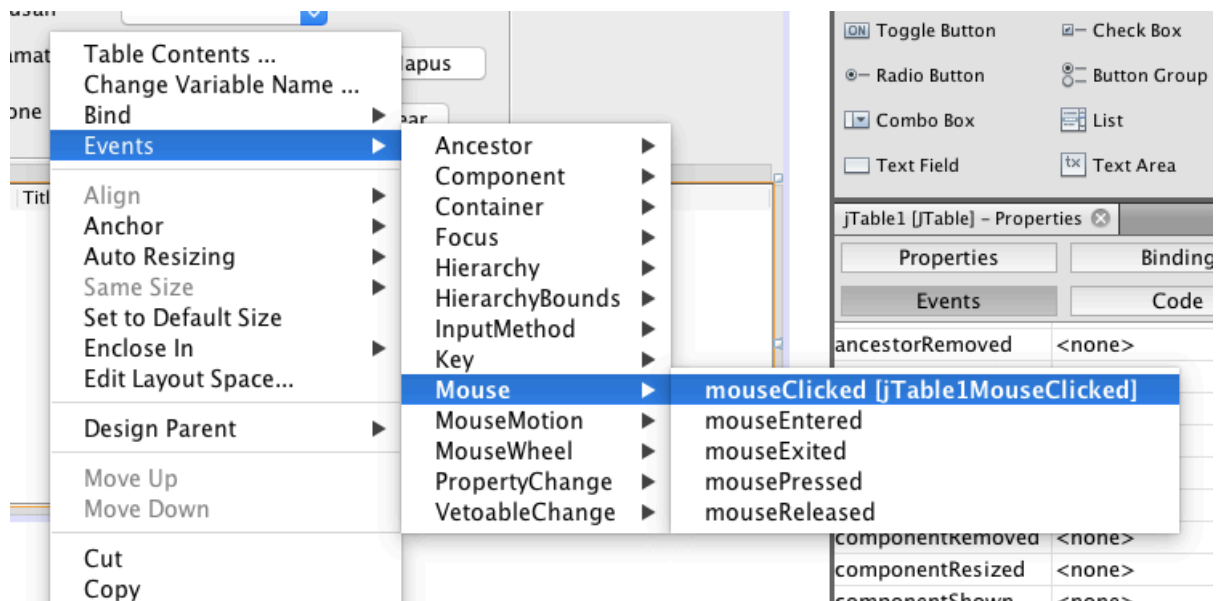 Table Contents ...
Change Variable Name ...
Bind
Events
Align
Anchor
Auto Resizing
Same Size
Set to Default Size
Enclose In
Edit Layout Space...
Design Parent
Move Up
Move Down
Cut
Copy
Ancestor
Component
Container
Focus
Hierarchy
HierarchyBounds
InputMethod
Key
Mouse
MouseMotion
MouseWheel
PropertyChange
VetoableChange
mouseClicked [jTable1MouseClicked]
mouseEntered
mouseExited
mousePressed
mouseReleased
ON Toggle Button
Check Box
Radio Button
Button Group
Combo Box
List
Text Field
tx Text Area
jTable1 [JTable] – Properties
Properties
Binding
Events
Code
ancestorRemoved <none>
componentRemoved <none>
componentResized <none>
componentShown <none>